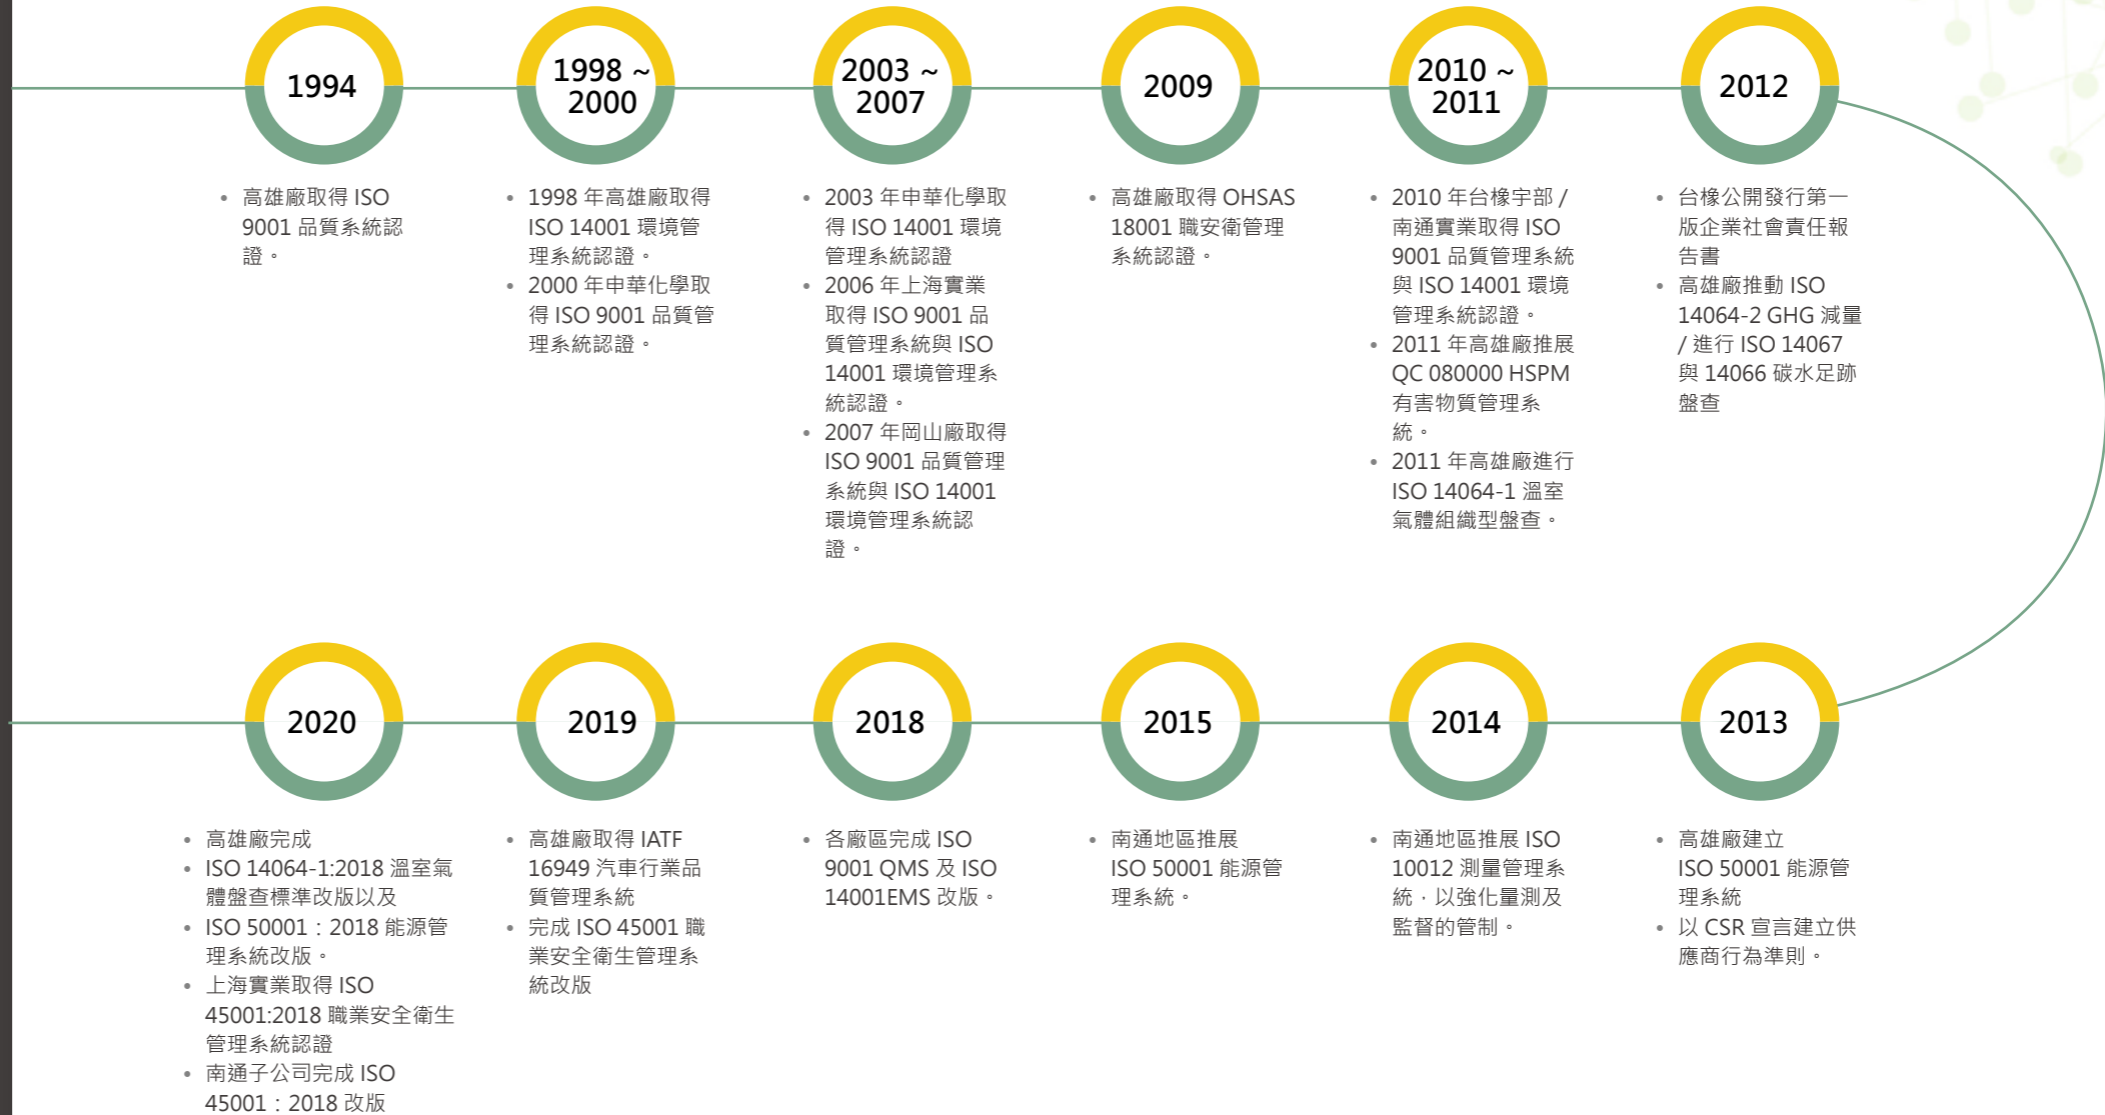 1994
• 高雄廠取得 ISO
9001 品質系統認
證。
1998 ~
2000
• 1998 年高雄廠取得
ISO 14001 環境管
理系統認證。
• 2000 年申華化學取
得 ISO 9001 品質管
理系統認證。
2003 ~
2007
• 2003 年申華化學取
得 ISO 14001 環境
管理系統認證
• 2006 年上海實業
取得 ISO 9001 品
質管理系統與 ISO
14001 環境管理系
統認證。
• 2007 年岡山廠取得
ISO 9001 品質管理
系統與 ISO 14001
環境管理系統認
證。
2009
• 高雄廠取得 OHSAS
18001 職安衛管理
系統認證。
2010 ~
2011
• 2010 年台橡宇部 /
南通實業取得 ISO
9001 品質管理系統
與 ISO 14001 環境
管理系統認證。
• 2011 年高雄廠推展
QC 080000 HSPM
有害物質管理系
統。
• 2011 年高雄廠進行
ISO 14064-1 溫室
氣體組織型盤查。
2012
• 台橡公開發行第一
版企業社會責任報
告書
• 高雄廠推動 ISO
14064-2 GHG 減量
/ 進行 ISO 14067
與 14066 碳水足跡
盤查
2013
• 高雄廠建立
ISO 50001 能源管
理系統
• 以 CSR 宣言建立供
應商行為準則。
2014
• 南通地區推展 ISO
10012 測量管理系
統，以強化量測及
監督的管制。
2015
• 南通地區推展
ISO 50001 能源管
理系統。
2018
• 各廠區完成 ISO
9001 QMS 及 ISO
14001EMS 改版。
2019
• 高雄廠取得 IATF
16949 汽車行業品
質管理系統
• 完成 ISO 45001 職
業安全衛生管理系
統改版
2020
• 高雄廠完成
• ISO 14064-1:2018 溫室氣
體盤查標準改版以及
• ISO 50001：2018 能源管
理系統改版。
• 上海實業取得 ISO
45001:2018 職業安全衛生
管理系統認證
• 南通子公司完成 ISO
45001：2018 改版